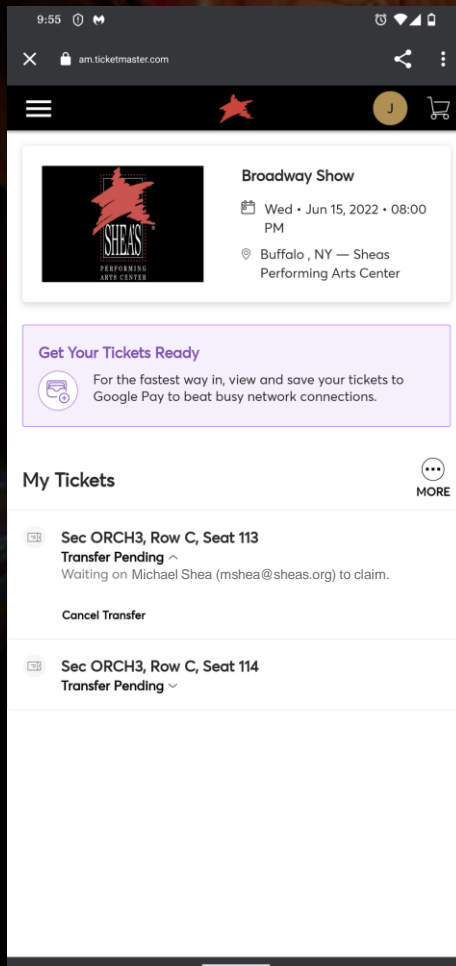 9:55
am.ticketmaster.com
J
SHEA'S
PERFORMING
ARTS CENTER
Broadway Show
Wed • Jun 15, 2022 • 08:00
PM
Buffalo , NY — Sheas
Performing Arts Center
Get Your Tickets Ready
For the fastest way in, view and save your tickets to
Google Pay to beat busy network connections.
My Tickets
MORE
Sec ORCH3, Row C, Seat 113
Transfer Pending
Waiting on Michael Shea (mshea@sheas.org) to claim.
Cancel Transfer
Sec ORCH3, Row C, Seat 114
Transfer Pending